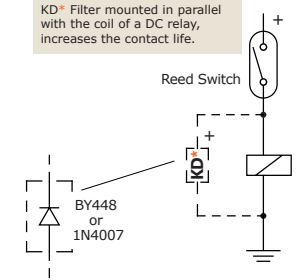 KD* Filter mounted in parallel
with the coil of a DC relay,
increases the contact life.
+
Reed Switch
+
KD*
BY448
or
1N4007